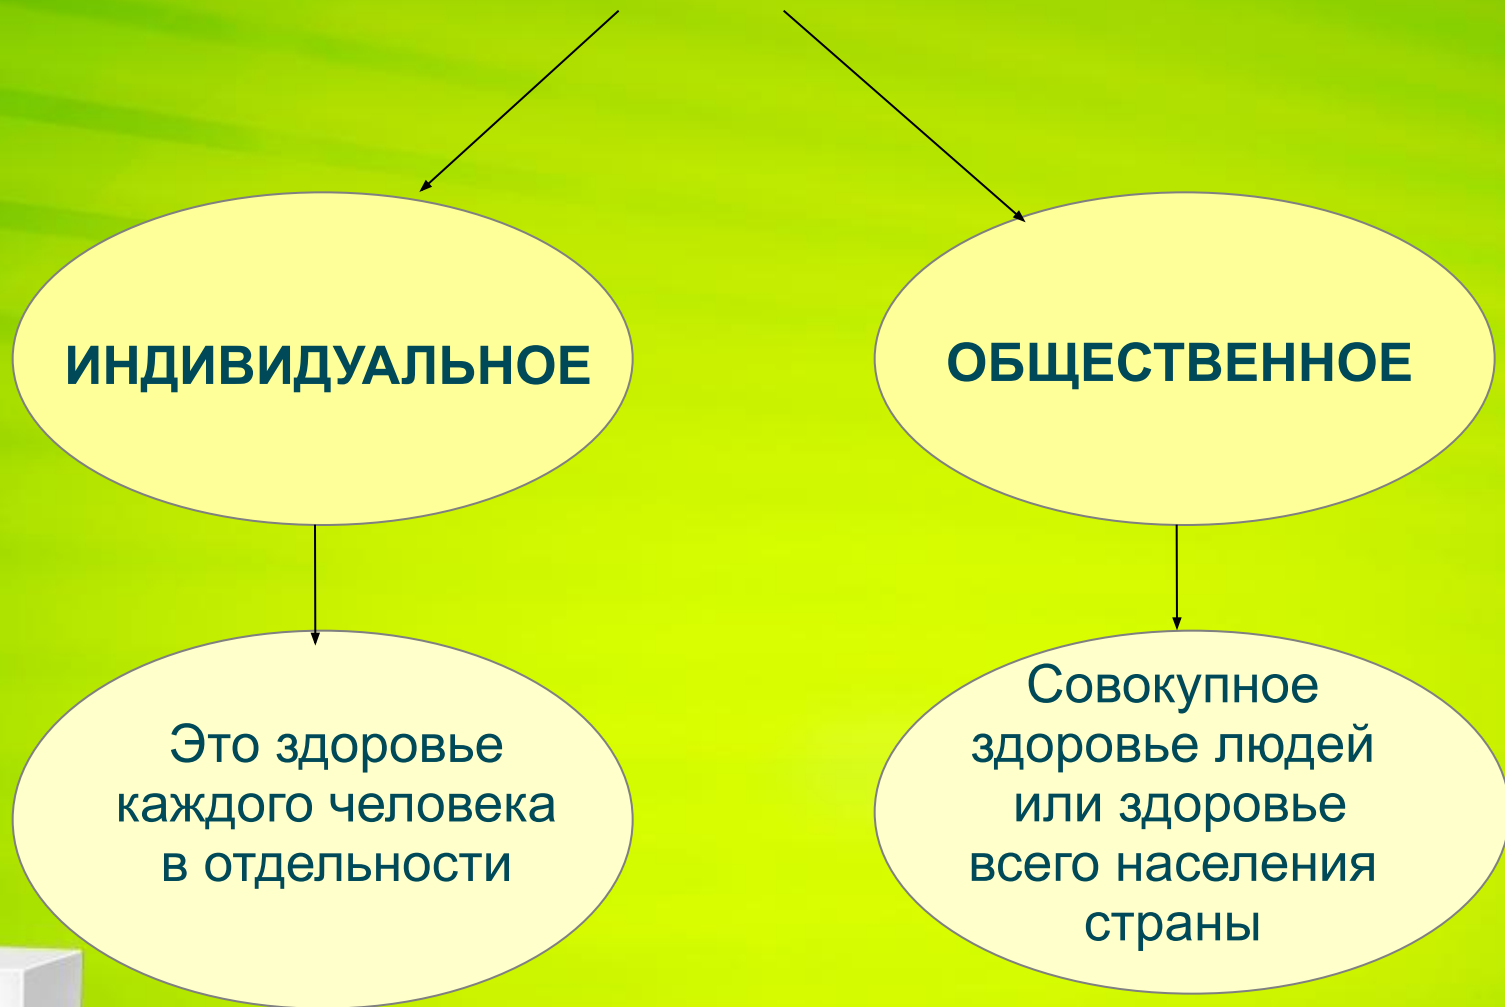 ИНДИВИДУАЛЬНОЕ
ОБЩЕСТВЕННОЕ
Это здоровье
каждого человека
в отдельности
Совокупное
здоровье людей
или здоровье
всего населения
страны